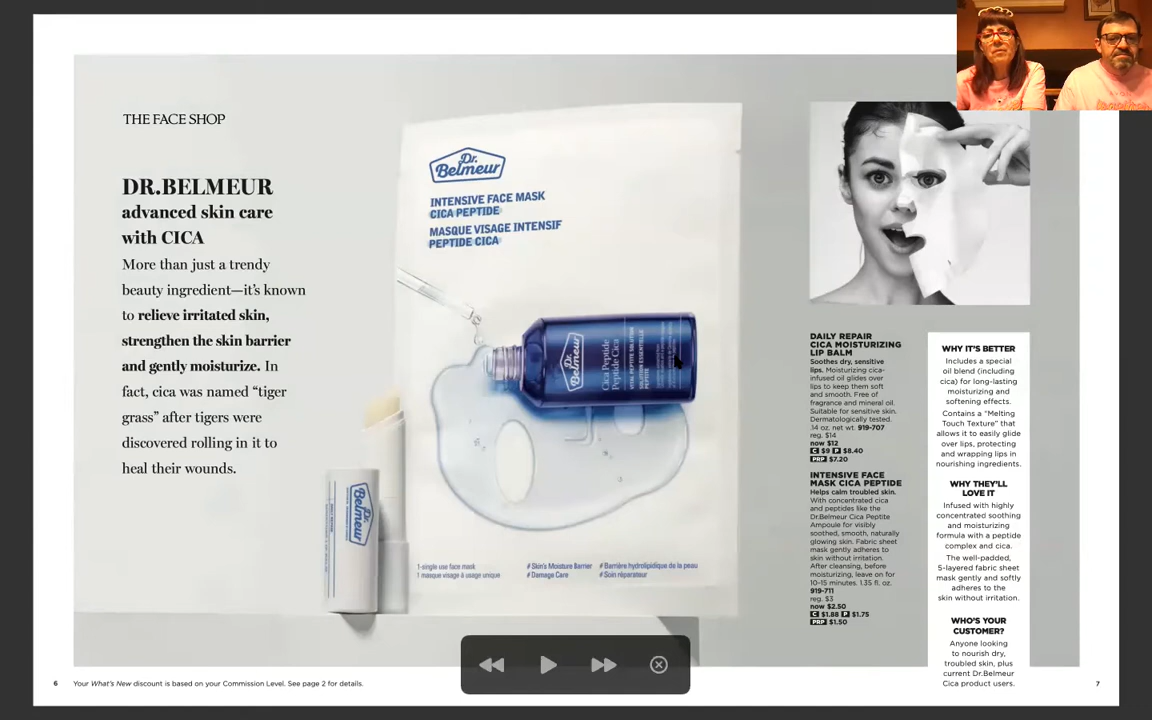 THE FACE SHOP
DR.BELMEUR
advanced skin care
with CICA
More than just a trendy
beauty ingredient—it's known
to relieve irritated skin,
strengthen the skin barrier
and gently moisturize. In
fact, cica was named “tiger
grass” after tigers were
discovered rolling in it to
heal their wounds.
Dr.
Belmeur
INTENSIVE FACE MASK
CICA PEPTIDE
MASQUE VISAGE INTENSIF
PEPTIDE CICA
Dr.
Belmeur
Cica Peptide
Peptide Cica
Dr.
Belmeur
1-single use face mask
1 masque visage à usage unique
# Skin's Moisture Barrier
# Damage Care
# Barrière hydrolipidique de la peau
# Soin réparateur
DAILY REPAIR
CICA MOISTURIZING
LIP BALM
Soothes dry, sensitive
lips. Moisturizing cica-
infused oil glides over
lips to keep them soft
and smooth. Free of
fragrance and mineral oil.
Suitable for sensitive skin.
Dermatologically tested.
.14 oz. net wt. 919-707
reg. $14
now $12
C $9 P $8.40
PRP $7.20
INTENSIVE FACE
MASK CICA PEPTIDE
Helps calm troubled skin.
With concentrated cica
and peptides like the
Dr.Belmeur Cica Peptite
Ampoule for visibly
soothed, smooth, naturally
glowing skin. Fabric sheet
mask gently adheres to
skin without irritation.
After cleansing, before
moisturizing, leave on for
10-15 minutes. 1.35 fl. oz.
919-711
reg. $3
now $2.50
C $1.88 P $1.75
PRP $1.50
WHY IT'S BETTER
Includes a special
oil blend (including
cica) for long-lasting
moisturizing and
softening effects.
Contains a “Melting
Touch Texture” that
allows it to easily glide
over lips, protecting
and wrapping lips in
nourishing ingredients.
WHY THEY'LL
LOVE IT
Infused with highly
concentrated soothing
and moisturizing
formula with a peptide
complex and cica.
The well-padded,
5-layered fabric sheet
mask gently and softly
adheres to the
skin without irritation.
WHO'S YOUR
CUSTOMER?
Anyone looking
to nourish dry,
troubled skin, plus
current Dr.Belmeur
Cica product users.
6
Your What's New discount is based on your Commission Level. See page 2 for details.
7